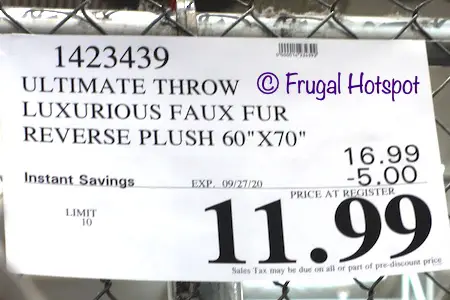 1423439
ULTIMATE THROW
© Frugal Hotspot
LUXURIOUS FAUX FUR
REVERSE PLUSH 60"X70"
16.99
Instant Savings EXP. 09/27/20 -5.00
PRICE AT REGISTER
LIMIT
10
11.99
Sales Tax may be due on all or part of pre-discount price